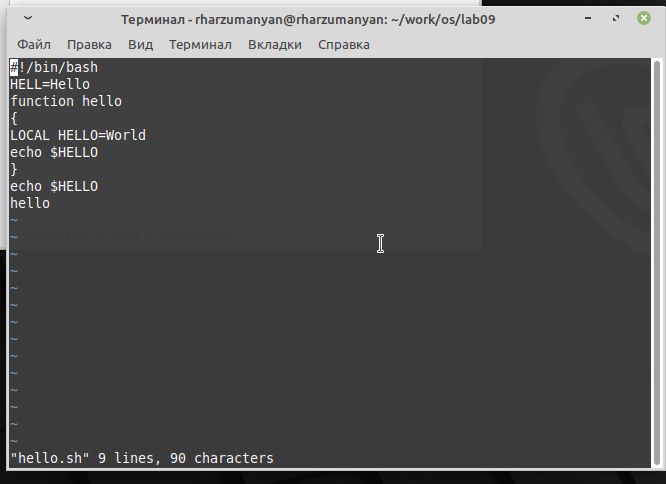 Терминал - rharzumanyan@rharzumanyan: ~/work/os/lab09
Файл Правка Вид Терминал Вкладки Справка
#!/bin/bash
HELL=Hello
function hello
{
LOCAL HELLO=World
echo $HELLO
}
echo $HELLO
hello
~
~
~
~
~
~
~
~
~
~
~
~
~
~
"hello.sh" 9 lines, 90 characters